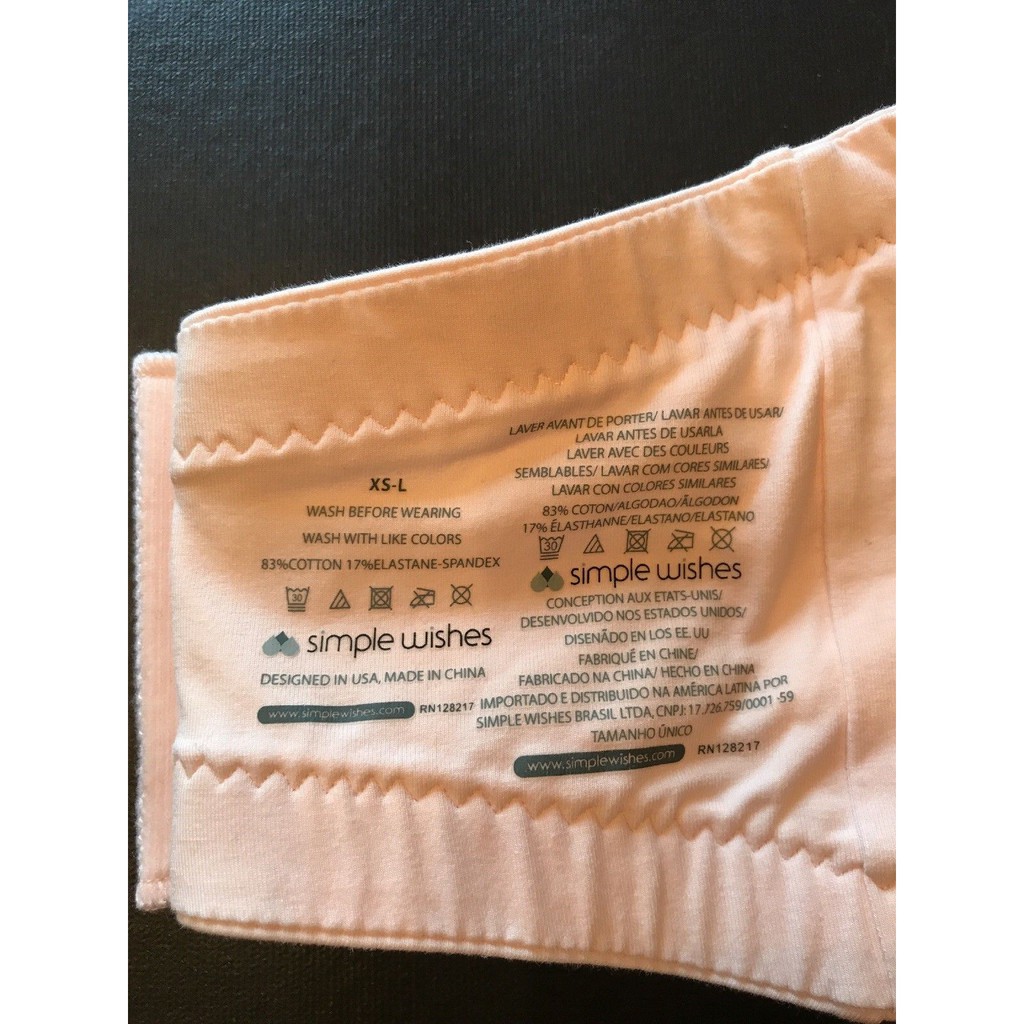 XS-L
WASH BEFORE WEARING
WASH WITH LIKE COLORS
83%COTTON 17%ELASTANE-SPANDEX
30
simple wishes
DESIGNED IN USA, MADE IN CHINA
www.simplewishes.com RN128217
LAVER AVANT DE PORTER/ LAVAR ANTES DE USAR/
LAVAR ANTES DE USARLA
LAVER AVEC DES COULEURS
SEMBLABLES/ LAVAR COM CORES SIMILARES/
LAVAR CON COLORES SIMILARES
83% COTON/ALGODAO/ÃLGODON
17% ÉLASTHANNE/ELASTANO/ELASTANO
30
simple wishes
CONCEPTION AUX ETATS-UNIS/
DESENVOLVIDO NOS ESTADOS UNIDOS/
DISENÃDO EN LOS EE. UU
FABRIQUÉ EN CHINE/
FABRICADO NA CHINA/ HECHO EN CHINA
IMPORTADO E DISTRIBUIDO NA AMÉRICA LATINA POR
SIMPLE WISHES BRASIL LTDA, CNPJ: 17.726.759/0001 -59
TAMANHO ÚNICO
www.simplewishes.com RN128217